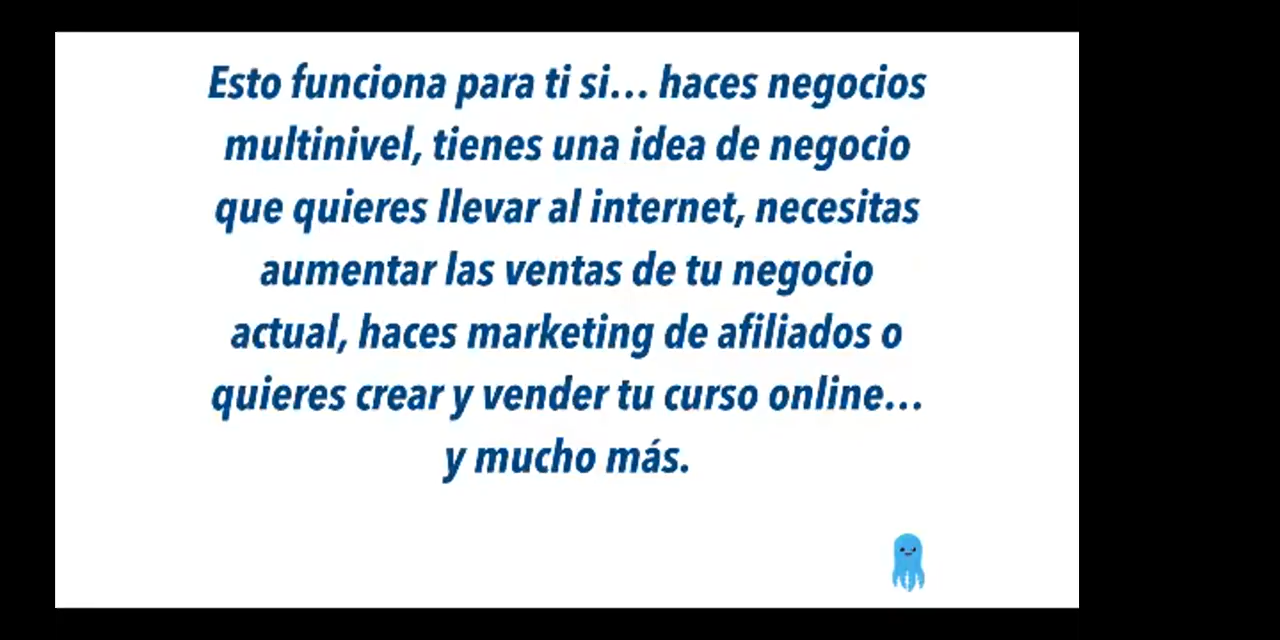 Esto funciona para ti si... haces negocios
multinivel, tienes una idea de negocio
que quieres llevar al internet, necesitas
aumentar las ventas de tu negocio
actual, haces marketing de afiliados o
quieres crear y vender tu curso online...
y mucho más.